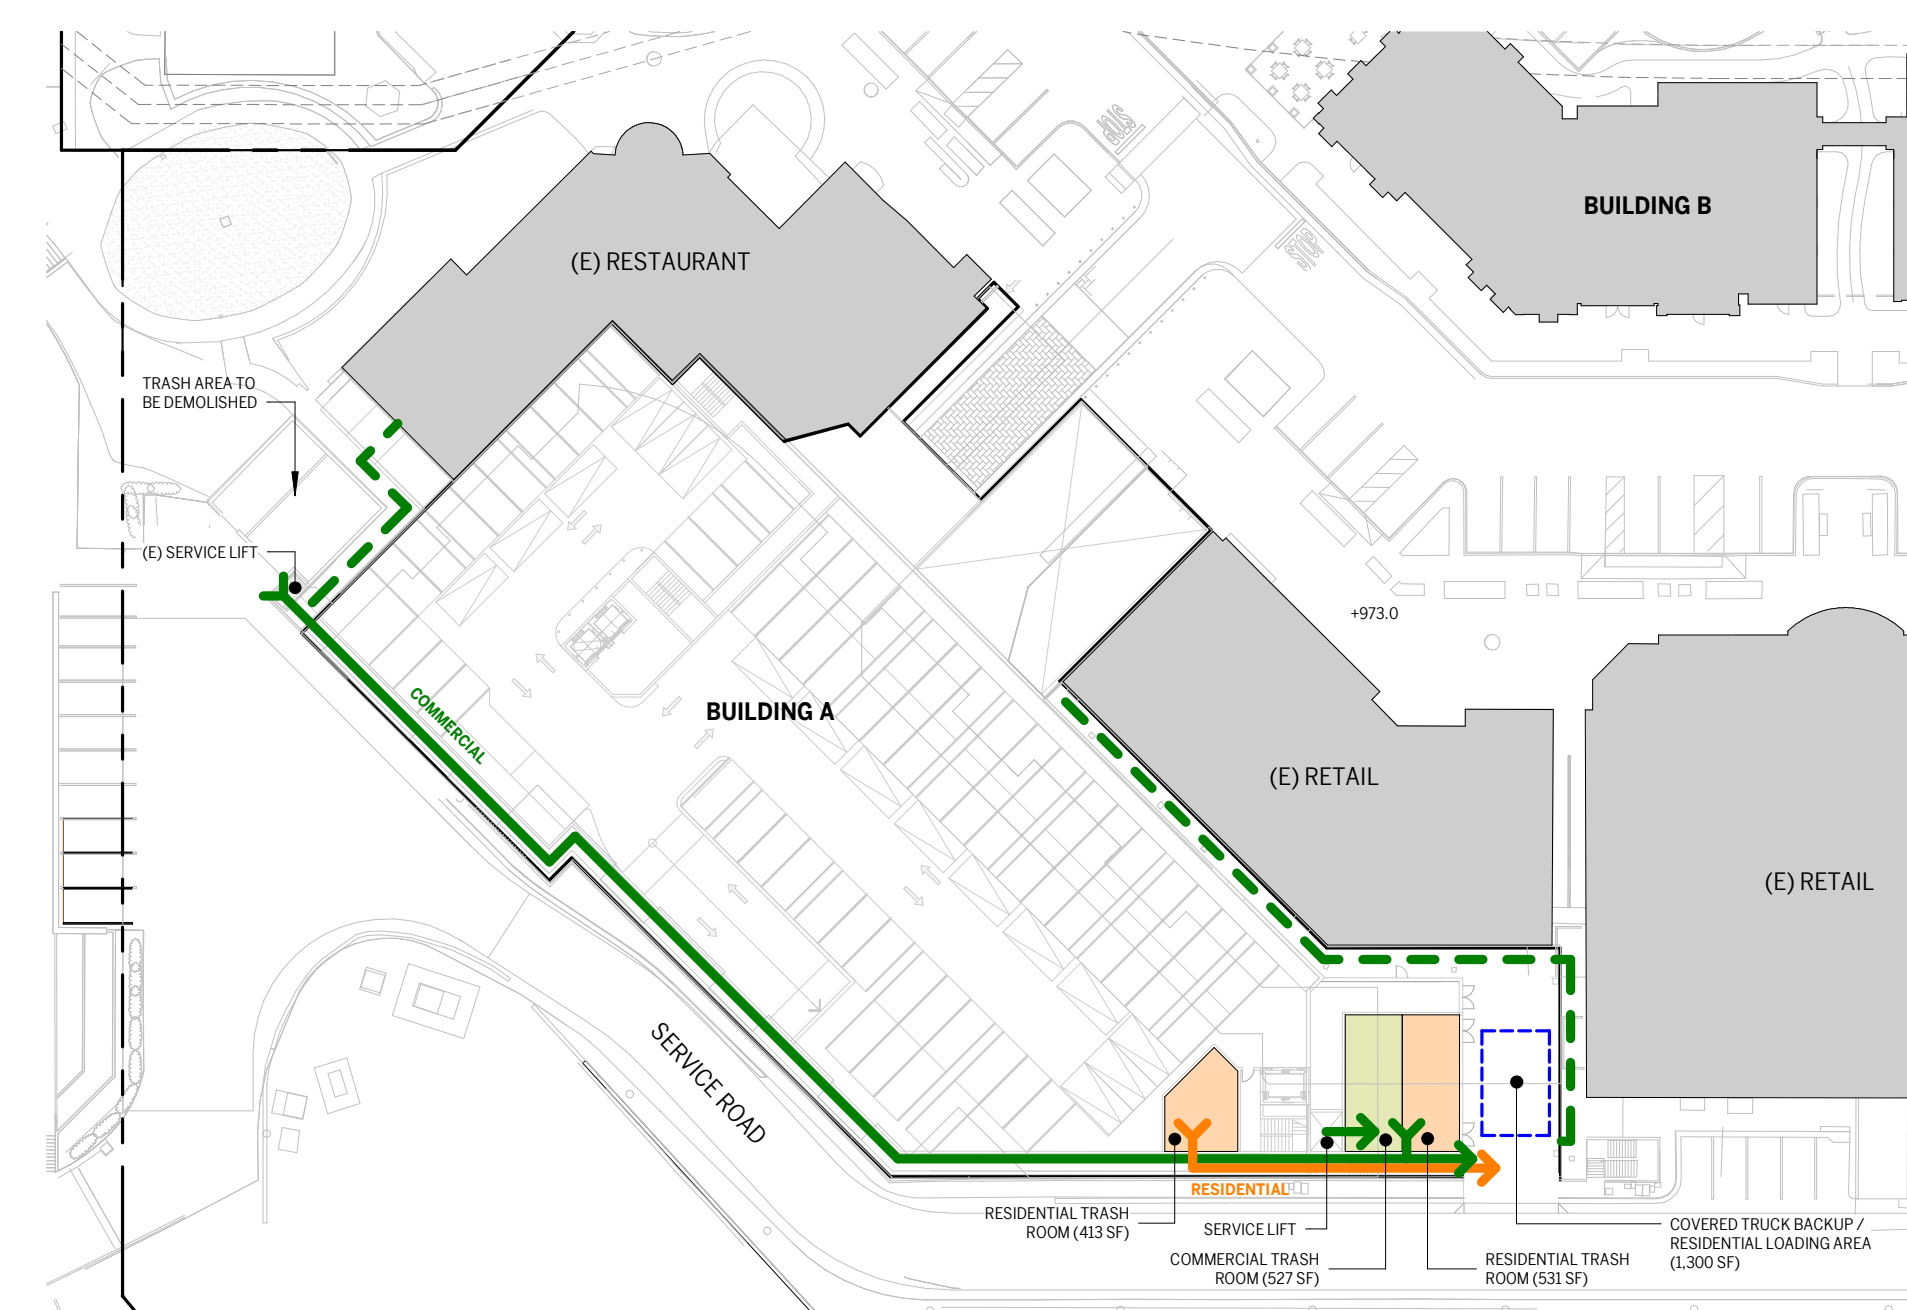 STOP
BUILDING B
(E) RESTAURANT
STOP
TRASH AREA TO
BE DEMOLISHED
(E) SERVICE LIFT
+973.0
COMMERCIAL
BUILDING A
(E) RETAIL
(E) RETAIL
SERVICE ROAD
RESIDENTIAL
RESIDENTIAL TRASH
ROOM (413 SF)
SERVICE LIFT
COMMERCIAL TRASH
ROOM (527 SF)
RESIDENTIAL TRASH
ROOM (531 SF)
COVERED TRUCK BACKUP /
RESIDENTIAL LOADING AREA
(1,300 SF)